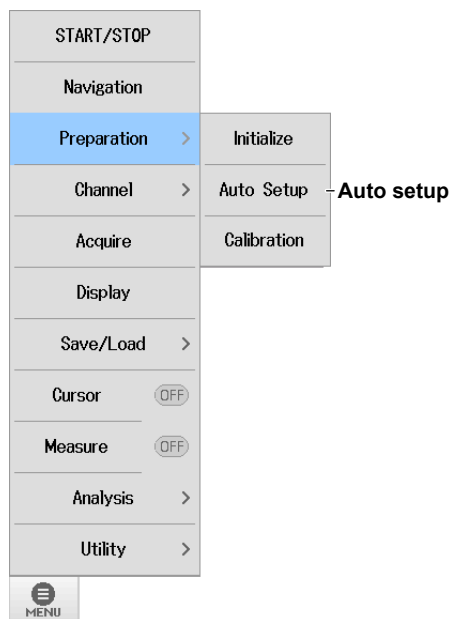 START/STOP
Navigation
Preparation
Initialize
Channel
Auto Setup
Auto setup
Acquire
Calibration
Display
Save/Load
Cursor OFF
Measure OFF
Analysis
Utility
MENU